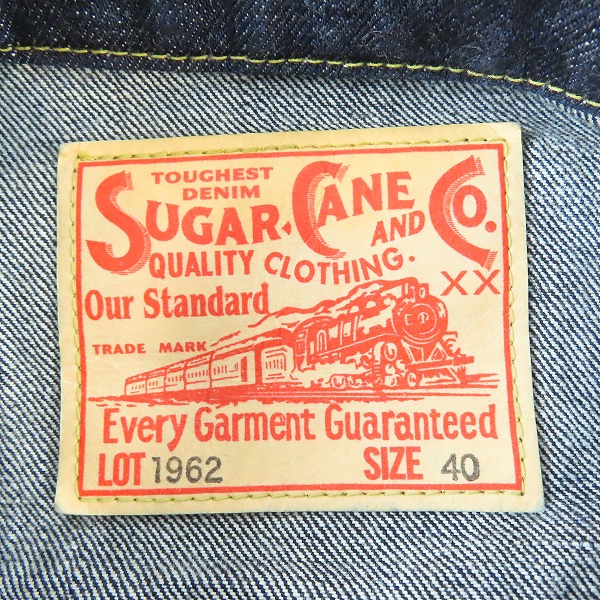 TOUGHEST
DENIM
SUGAR CANE AND CO.
QUALITY CLOTHING.
XX
Our Standard
TRADE MARK
Every Garment Guaranteed
LOT 1962 SIZE 40